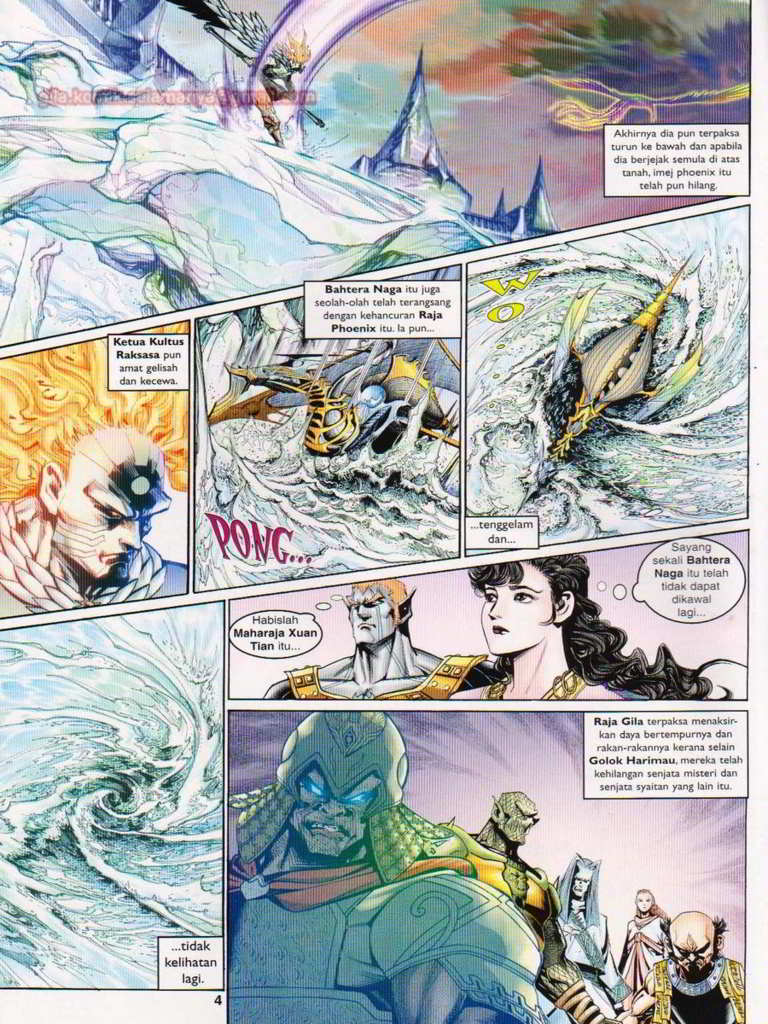 Akhirnya dia pun terpaksa
turun ke bawah dan apabila
dia berjejak semula di atas
tanah, imej phoenix itu
telah pun hilang.
Ketua Kultus
Raksasa pun
amat gelisah
dan kecewa.
Bahtera Naga itu juga
seolah-olah telah terangsang
dengan kehancuran Raja
Phoenix itu. Ia pun...
PONG...
WO..
...tenggelam
dan...
...tidak
kelihatan
lagi.
Habislah
Maharaja Xuan
Tian itu...
Sayang
sekali Bahtera
Naga itu telah
tidak dapat
dikawal
lagi...
Raja Gila terpaksa menaksir-
kan daya bertempurnya dan
rakan-rakannya kerana selain
Golok Harimau, mereka telah
kehilangan senjata misteri dan
senjata syaitan yang lain itu.
4